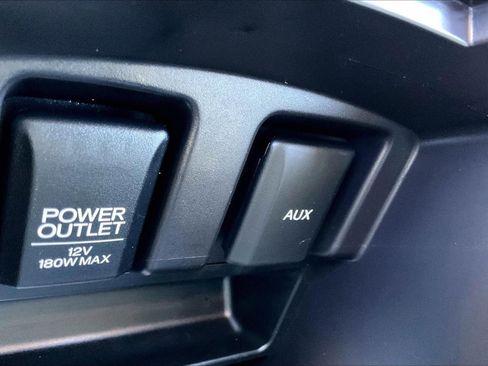 POWER
OUTLET
12V
180W MAX
AUX